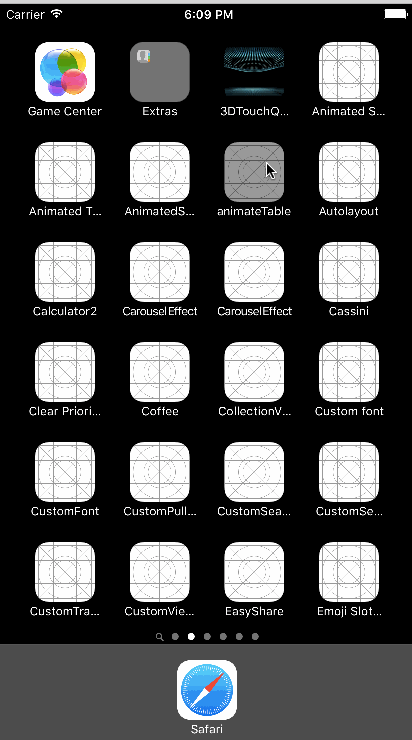 Carrier 6:09 PM
Game Center Extras 3DTouchQ... Animated S...
Animated T... AnimatedS... animateTable Autolayout
Calculator2 CarouselEffect CarouselEffect Cassini
Clear Priori... Coffee CollectionV... Custom font
CustomFont CustomPull... CustomSea... CustomSe...
CustomTra... CustomVie... EasyShare Emoji Slot...
Safari